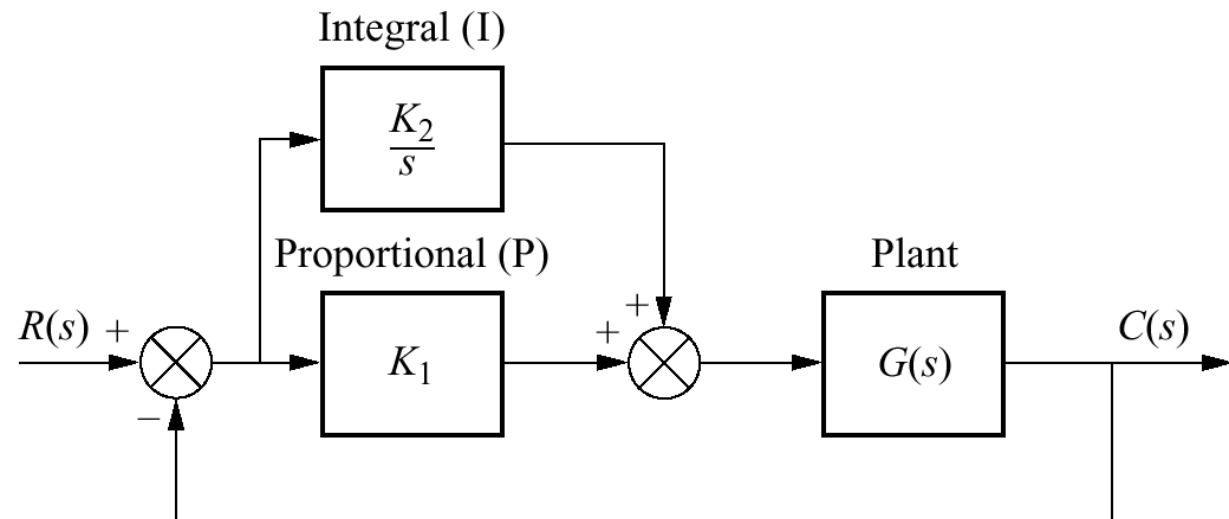 Integral (I)
K₂
s
Proportional (P)
Plant
R(s) +
−
K₁
+
+
G(s)
C(s)